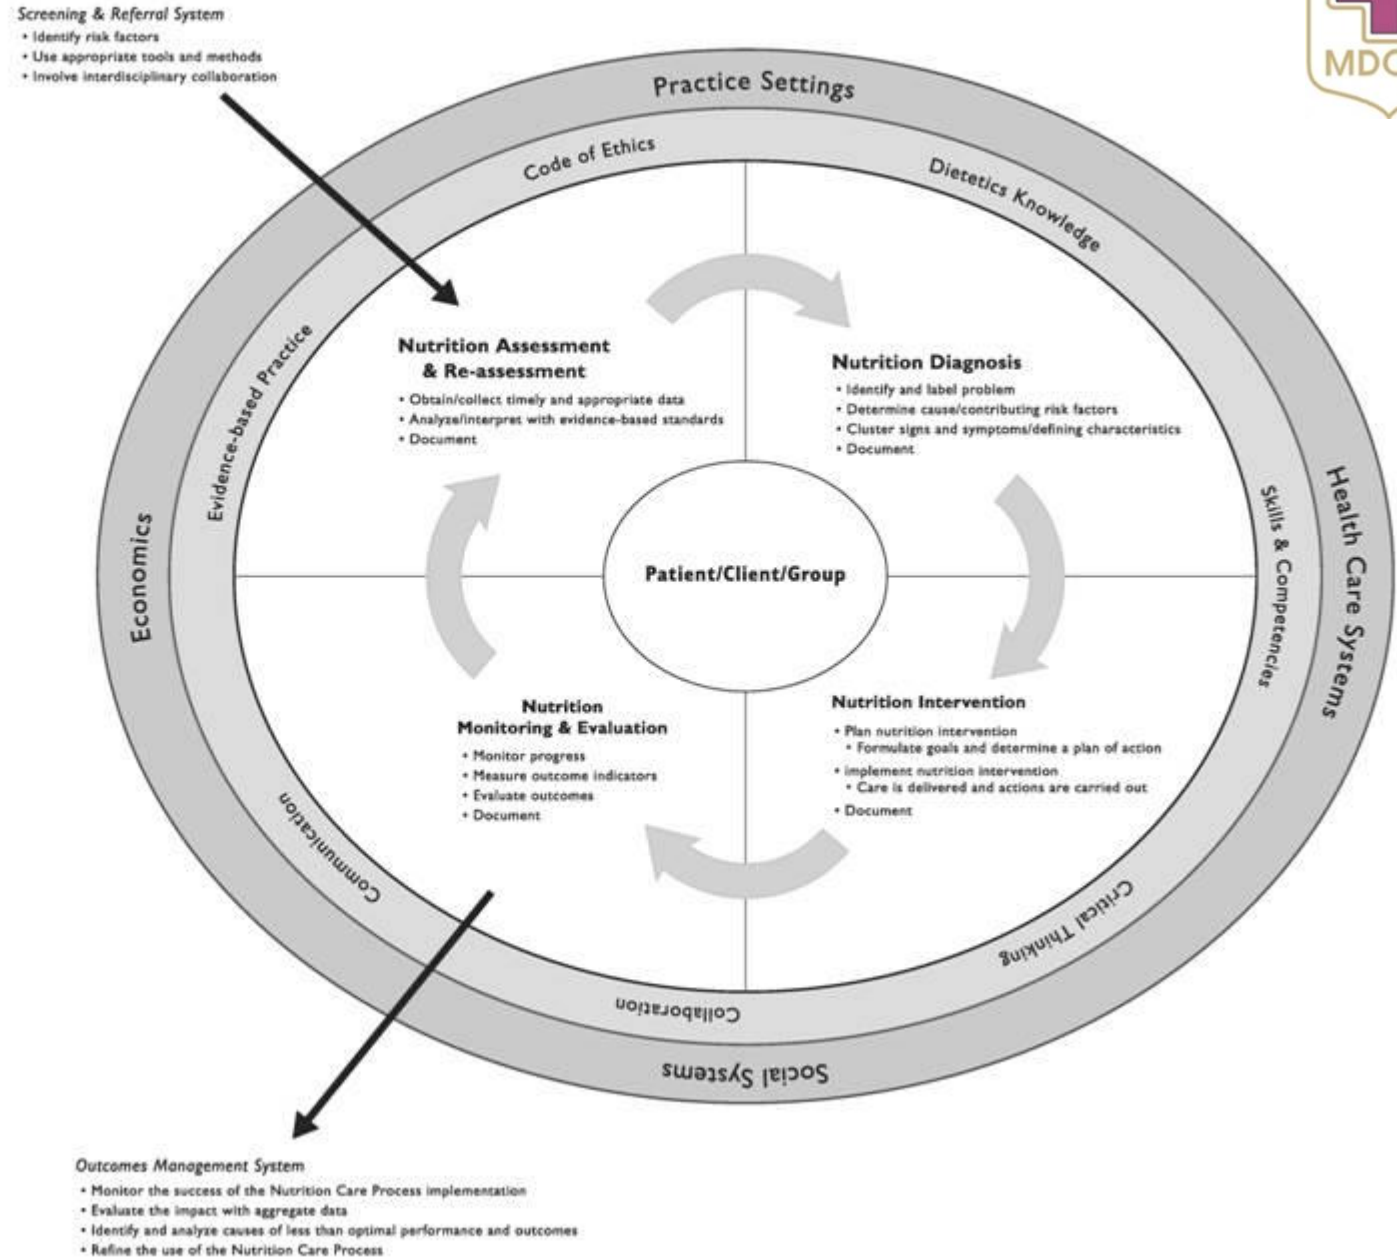 Screening & Referral System
• Identify risk factors
• Use appropriate tools and methods
• Involve interdisciplinary collaboration
Practice Settings
Code of Ethics
Dietetics Knowledge
Evidence-based Practice
Economics
Skills & Competencies
Health Care Systems
Nutrition Assessment
& Re-assessment
• Obtain/collect timely and appropriate data
• Analyze/interpret with evidence-based standards
• Document
Nutrition Diagnosis
• Identify and label problem
• Determine cause/contributing risk factors
• Cluster signs and symptoms/defining characteristics
• Document
Patient/Client/Group
Nutrition
Monitoring & Evaluation
• Monitor progress
• Measure outcome indicators
• Evaluate outcomes
• Document
Nutrition Intervention
• Plan nutrition intervention
• Formulate goals and determine a plan of action
• implement nutrition intervention
• Care is delivered and actions are carried out
• Document
Communication
Critical Thinking
Collaboration
Social Systems
Outcomes Management System
• Monitor the success of the Nutrition Care Process implementation
• Evaluate the impact with aggregate data
• Identify and analyze causes of less than optimal performance and outcomes
• Refine the use of the Nutrition Care Process